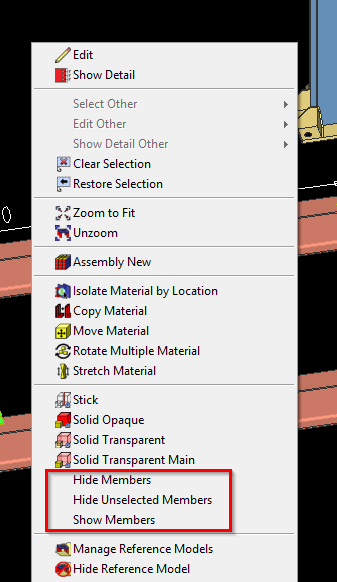 Edit
Show Detail
Select Other
Edit Other
Show Detail Other
Clear Selection
Restore Selection
Zoom to Fit
Unzoom
Assembly New
Isolate Material by Location
Copy Material
Move Material
Rotate Multiple Material
Stretch Material
Stick
Solid Opaque
Solid Transparent
Solid Transparent Main
Hide Members
Hide Unselected Members
Show Members
Manage Reference Models
Hide Reference Model